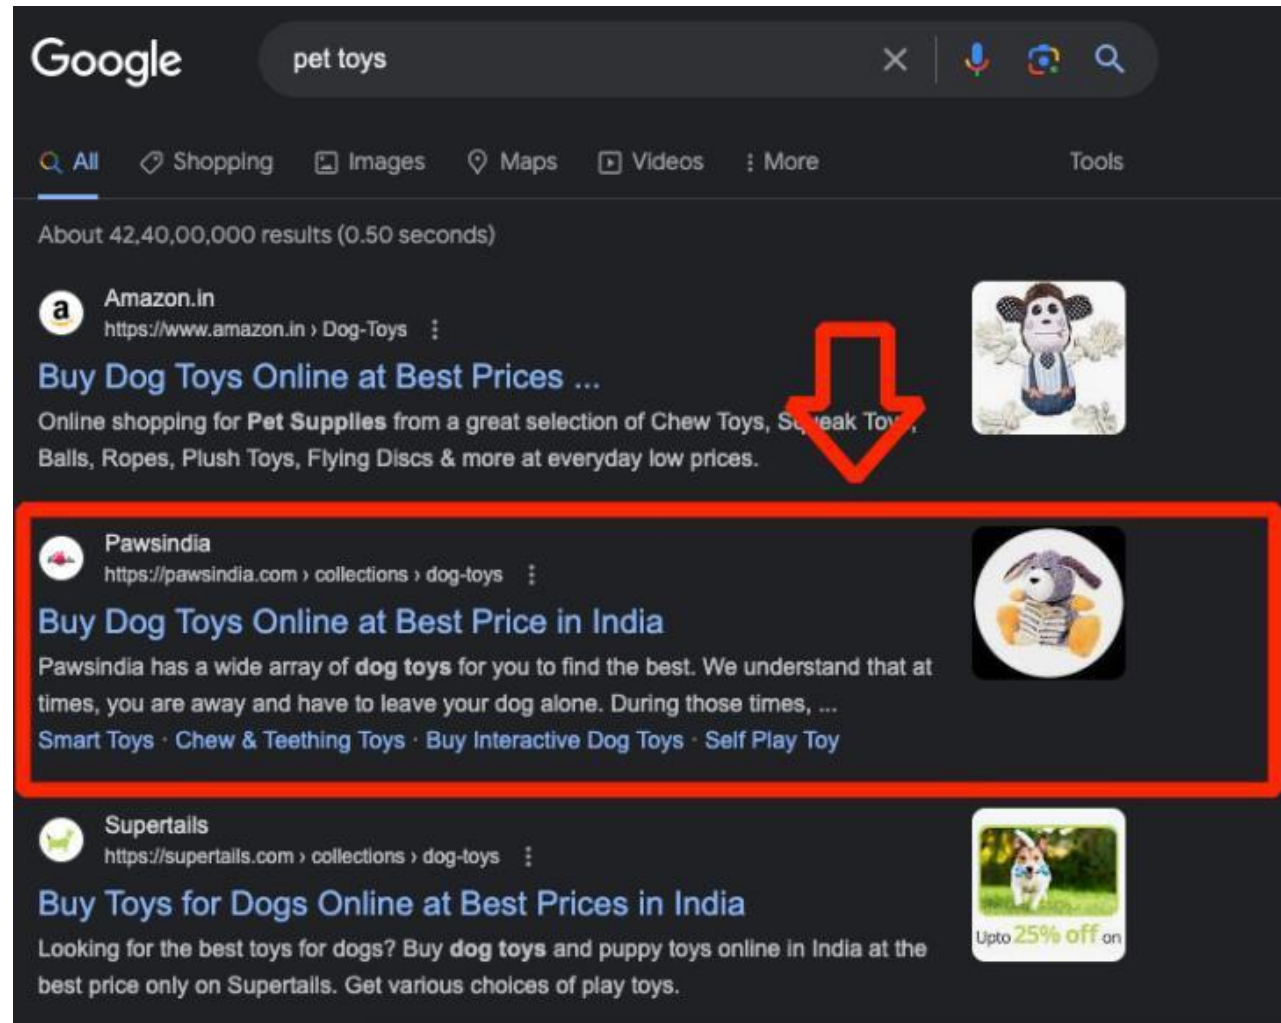 Google
pet toys
All
Shopping
Images
Maps
Videos
More
Tools
About 42,40,00,000 results (0.50 seconds)
a
Amazon.in
https://www.amazon.in › Dog-Toys
Buy Dog Toys Online at Best Prices ...
Online shopping for Pet Supplies from a great selection of Chew Toys, Squeak Toys,
Balls, Ropes, Plush Toys, Flying Discs & more at everyday low prices.
Pawsindia
https://pawsindia.com › collections › dog-toys
Buy Dog Toys Online at Best Price in India
Pawsindia has a wide array of dog toys for you to find the best. We understand that at
times, you are away and have to leave your dog alone. During those times, ...
Smart Toys · Chew & Teething Toys · Buy Interactive Dog Toys · Self Play Toy
Supertails
https://supertails.com › collections › dog-toys
Buy Toys for Dogs Online at Best Prices in India
Upto 25% off on
Looking for the best toys for dogs? Buy dog toys and puppy toys online in India at the
best price only on Supertails. Get various choices of play toys.